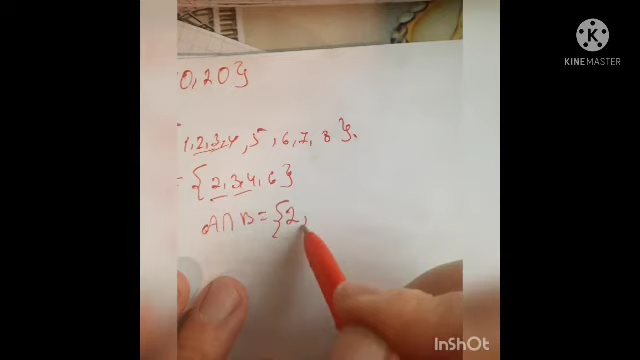 0,20}
1,2,3,4,5,6,7,8}.
= {2,3,4,6}
A∩B={2,
KINEMASTER
InShOt